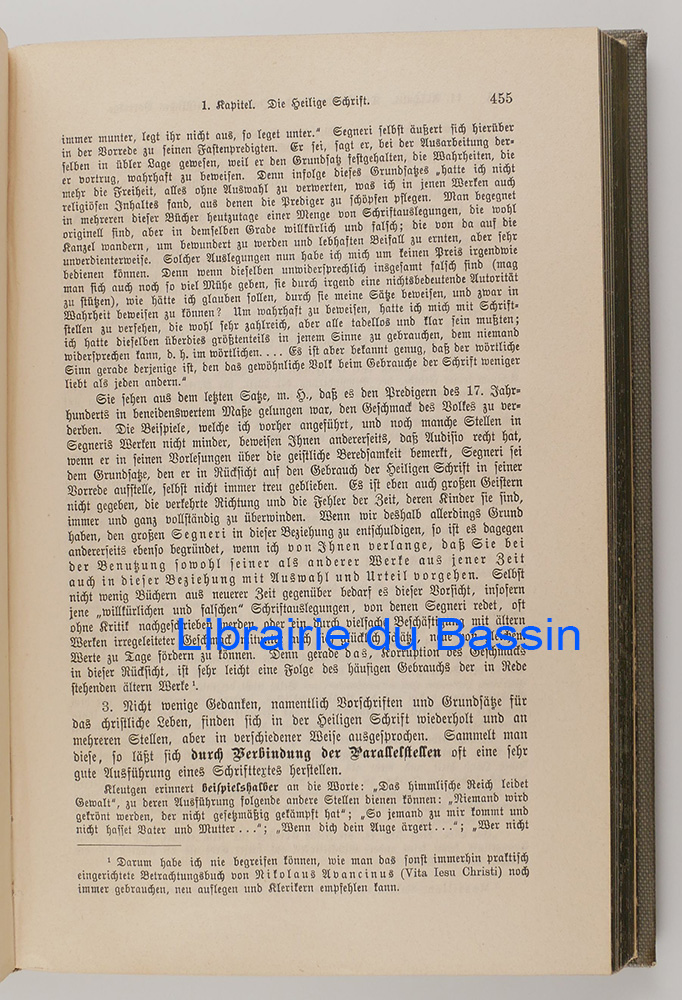 1. Kapitel. Die Heilige Schrift. 455
immer munter, legt ihr nicht aus, so leget unter.“ Segneri selbst äußert sich hierüber
in der Vorrede zu seinen Fastenpredigten. Er sei, sagt er, bei der Ausarbeitung der-
selben in übler Lage gewesen, weil er den Grundsatz festgehalten, die Wahrheiten, die
er vortrug, wahrhaft zu beweisen. Denn infolge dieses Grundsatzes „hatte ich nicht
mehr die Freiheit, alles ohne Auswahl zu verwerten, was ich in jenen Werken auch
religiösen Inhaltes fand, aus denen die Prediger zu schöpfen pflegen. Man begegnet
in mehreren dieser Bücher heutzutage einer Menge von Schriftauslegungen, die wohl
originell sind, aber in demselben Grade willkürlich und falsch; die von da auf die
Kanzel wandern, um bewundert zu werden und lebhaften Beifall zu ernten, aber sehr
unverdienterweise. Solcher Auslegungen nun habe ich mich um keinen Preis irgendwie
bedienen können. Denn wenn dieselben unwidersprechlich insgesamt falsch sind (mag
man sich auch noch so viel Mühe geben, sie durch irgend eine nichtsbedeutende Autorität
zu stützen), wie hätte ich glauben sollen, durch sie meine Sätze beweisen, und zwar in
Wahrheit beweisen zu können? Um wahrhaft zu beweisen, hatte ich mich mit Schrift-
stellen zu versehen, die wohl sehr zahlreich, aber alle tadellos und klar sein mußten;
ich hatte dieselben überdies größtenteils in jenem Sinne zu gebrauchen, dem niemand
widersprechen kann, d. h. im wörtlichen.... Es ist aber bekannt genug, daß der wörtliche
Sinn gerade derjenige ist, den das gewöhnliche Volk beim Gebrauche der Schrift weniger
liebt als jeden andern.“
Sie sehen aus dem letzten Satze, m. H., daß es den Predigern des 17. Jahr-
hunderts in beneidenswertem Maße gelungen war, den Geschmack des Volkes zu ver-
derben. Die Beispiele, welche ich vorher angeführt, und noch manche Stellen in
Segneris Werken nicht minder, beweisen Ihnen andererseits, daß Audisio recht hat,
wenn er in seinen Vorlesungen über die geistliche Beredsamkeit bemerkt, Segneri sei
dem Grundsatze, den er in Rücksicht auf den Gebrauch der Heiligen Schrift in seiner
Vorrede aufstelle, selbst nicht immer treu geblieben. Es ist eben auch großen Geistern
nicht gegeben, die verkehrte Richtung und die Fehler der Zeit, deren Kinder sie sind,
immer und ganz vollständig zu überwinden. Wenn wir deshalb allerdings Grund
haben, den großen Segneri in dieser Beziehung zu entschuldigen, so ist es dagegen
andererseits ebenso begründet, wenn ich von Ihnen verlange, daß Sie bei
der Benutzung sowohl seiner als anderer Werke aus jener Zeit
auch in dieser Beziehung mit Auswahl und Urteil vorgehen. Selbst
nicht wenig Büchern aus neuerer Zeit gegenüber bedarf es dieser Vorsicht, insofern
jene „willkürlichen und falschen“ Schriftauslegungen, von denen Segneri redet, oft
ohne Kritik nachgeschrieben werden oder ein durch vielfache Beschäftigung mit ältern
Werken irregeleiteter Geschmack mitunter sich glücklich schätzt, neue von gleichem
Werte zu Tage fördern zu können. Denn gerade das, Korruption des Geschmacks
in dieser Rücksicht, ist sehr leicht eine Folge des häufigen Gebrauchs der in Rede
stehenden ältern Werke¹.
Librairie du Bassin
3. Nicht wenige Gedanken, namentlich Vorschriften und Grundsätze für
das christliche Leben, finden sich in der Heiligen Schrift wiederholt und an
mehreren Stellen, aber in verschiedener Weise ausgesprochen. Sammelt man
diese, so läßt sich durch Verbindung der Parallelstellen oft eine sehr
gute Ausführung eines Schrifttextes herstellen.
Kleutgen erinnert beispielshalber an die Worte: „Das himmlische Reich leidet
Gewalt“, zu deren Ausführung folgende andere Stellen dienen können: „Niemand wird
gekrönt werden, der nicht gesetzmäßig gekämpft hat“; „So jemand zu mir kommt und
nicht hasset Vater und Mutter...“; „Wenn dich dein Auge ärgert...“; „Wer nicht
¹ Darum habe ich nie begreifen können, wie man das sonst immerhin praktisch
eingerichtete Betrachtungsbuch von Nikolaus Avancinus (Vita Iesu Christi) noch
immer gebrauchen, neu auflegen und Klerikern empfehlen kann.